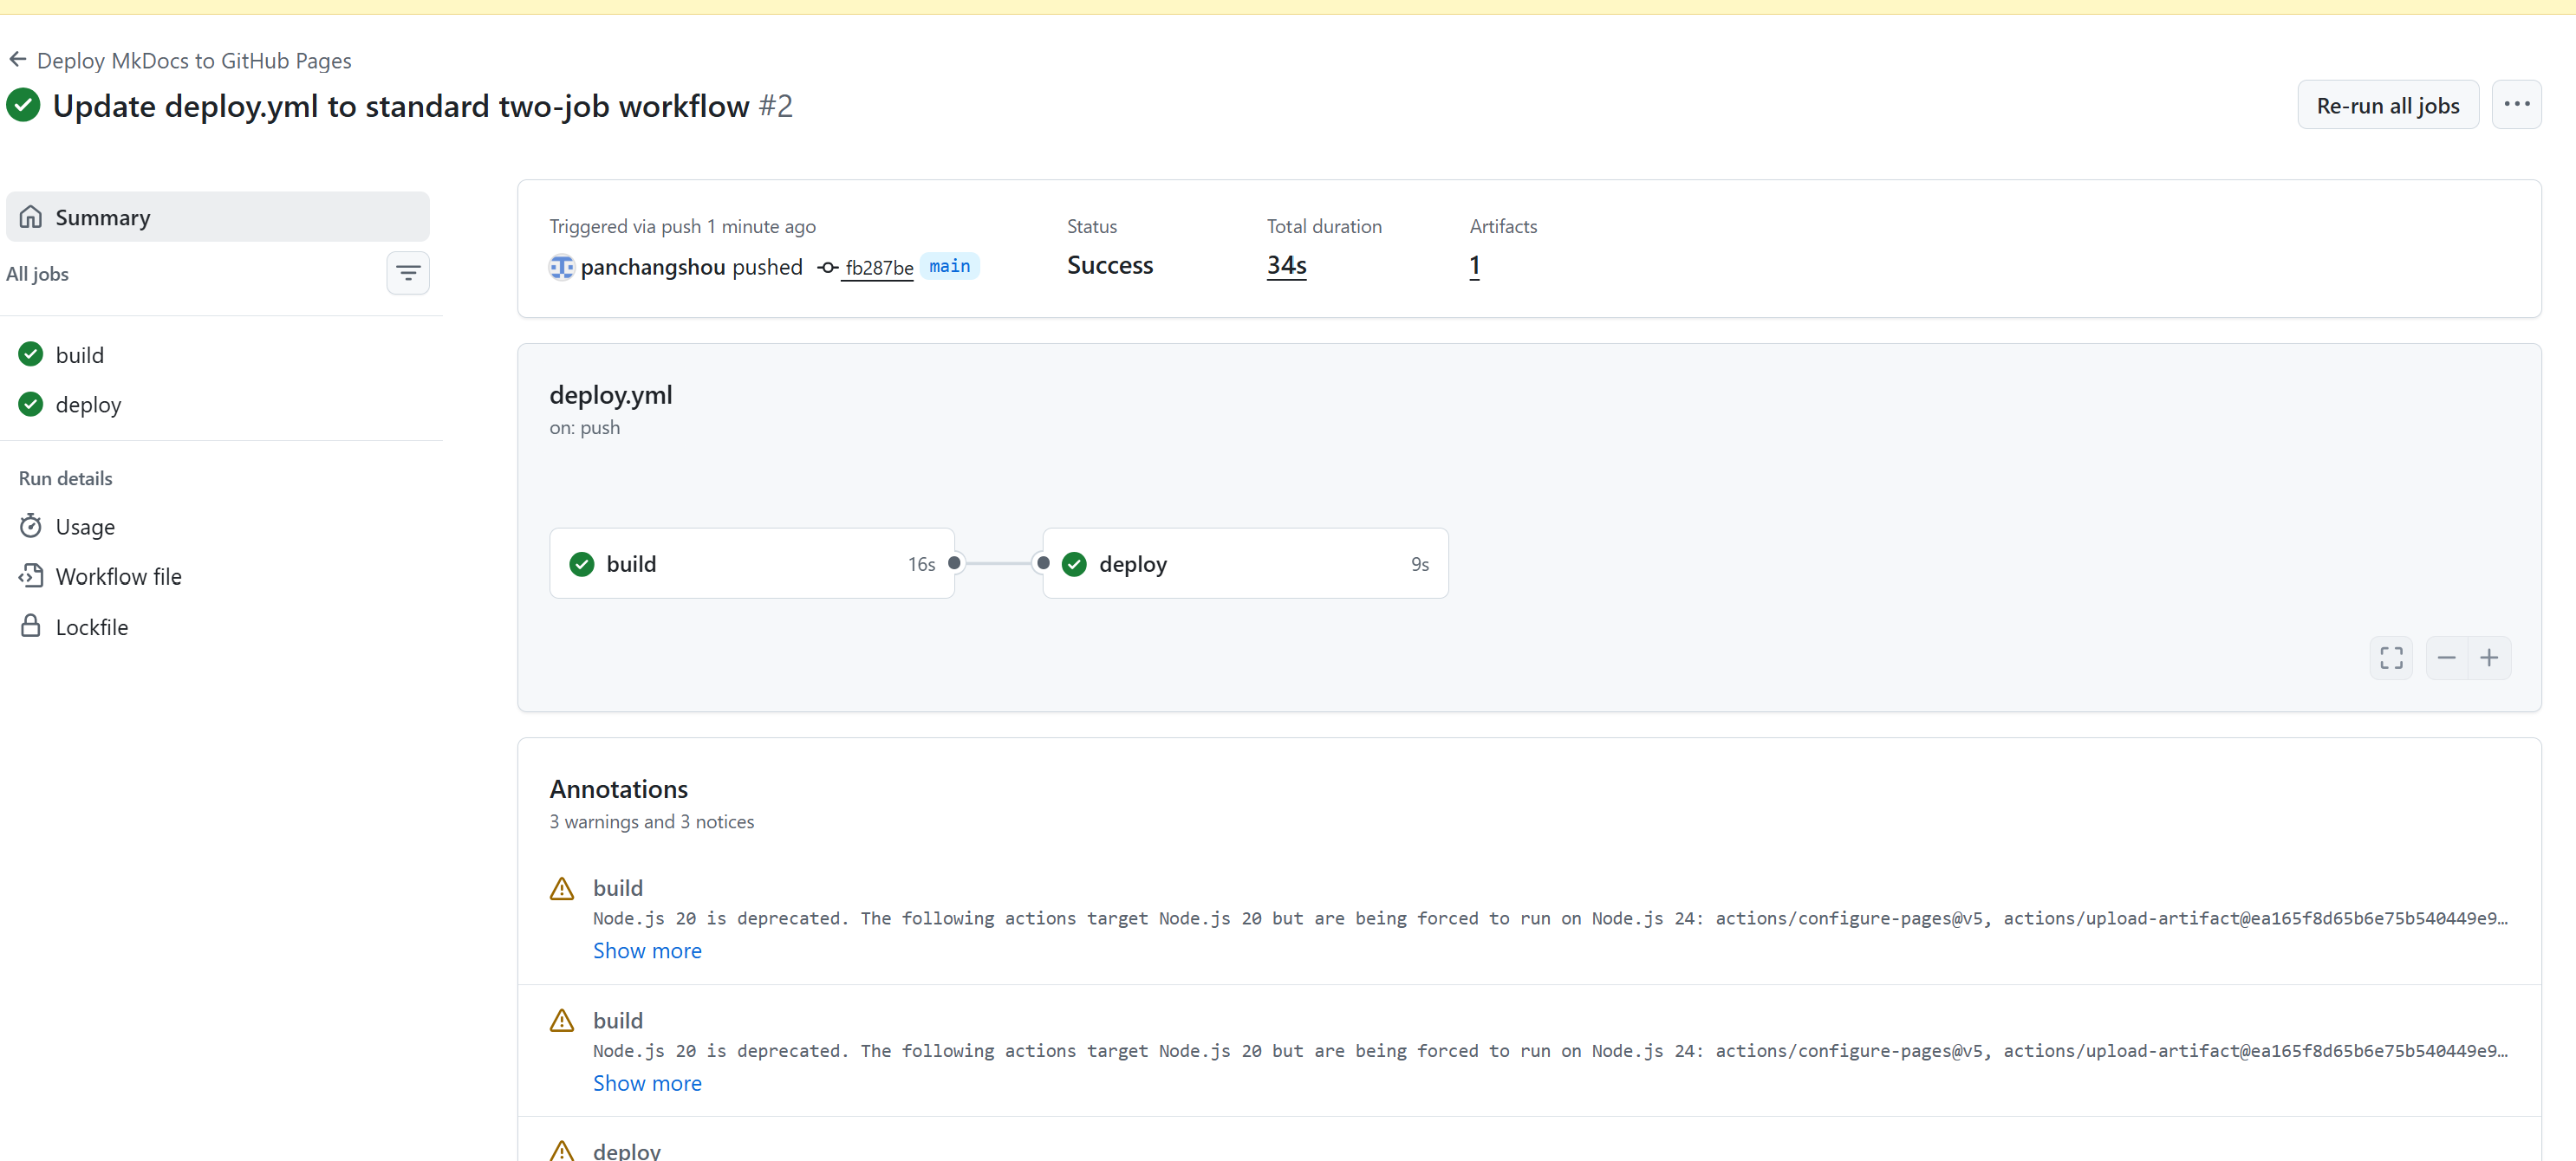 Deploy MkDocs to GitHub Pages
Update deploy.yml to standard two-job workflow #2
Re-run all jobs
Summary
All jobs
build
deploy
Run details
Usage
Workflow file
Lockfile
Triggered via push 1 minute ago
panchangshou pushed fb287be main
Status
Success
Total duration
34s
Artifacts
1
deploy.yml
on: push
build 16s
deploy 9s
Annotations
3 warnings and 3 notices
build
Node.js 20 is deprecated. The following actions target Node.js 20 but are being forced to run on Node.js 24: actions/configure-pages@v5, actions/upload-artifact@ea165f8d65b6e75b540449e9…
Show more
build
Node.js 20 is deprecated. The following actions target Node.js 20 but are being forced to run on Node.js 24: actions/configure-pages@v5, actions/upload-artifact@ea165f8d65b6e75b540449e9…
Show more
deploy